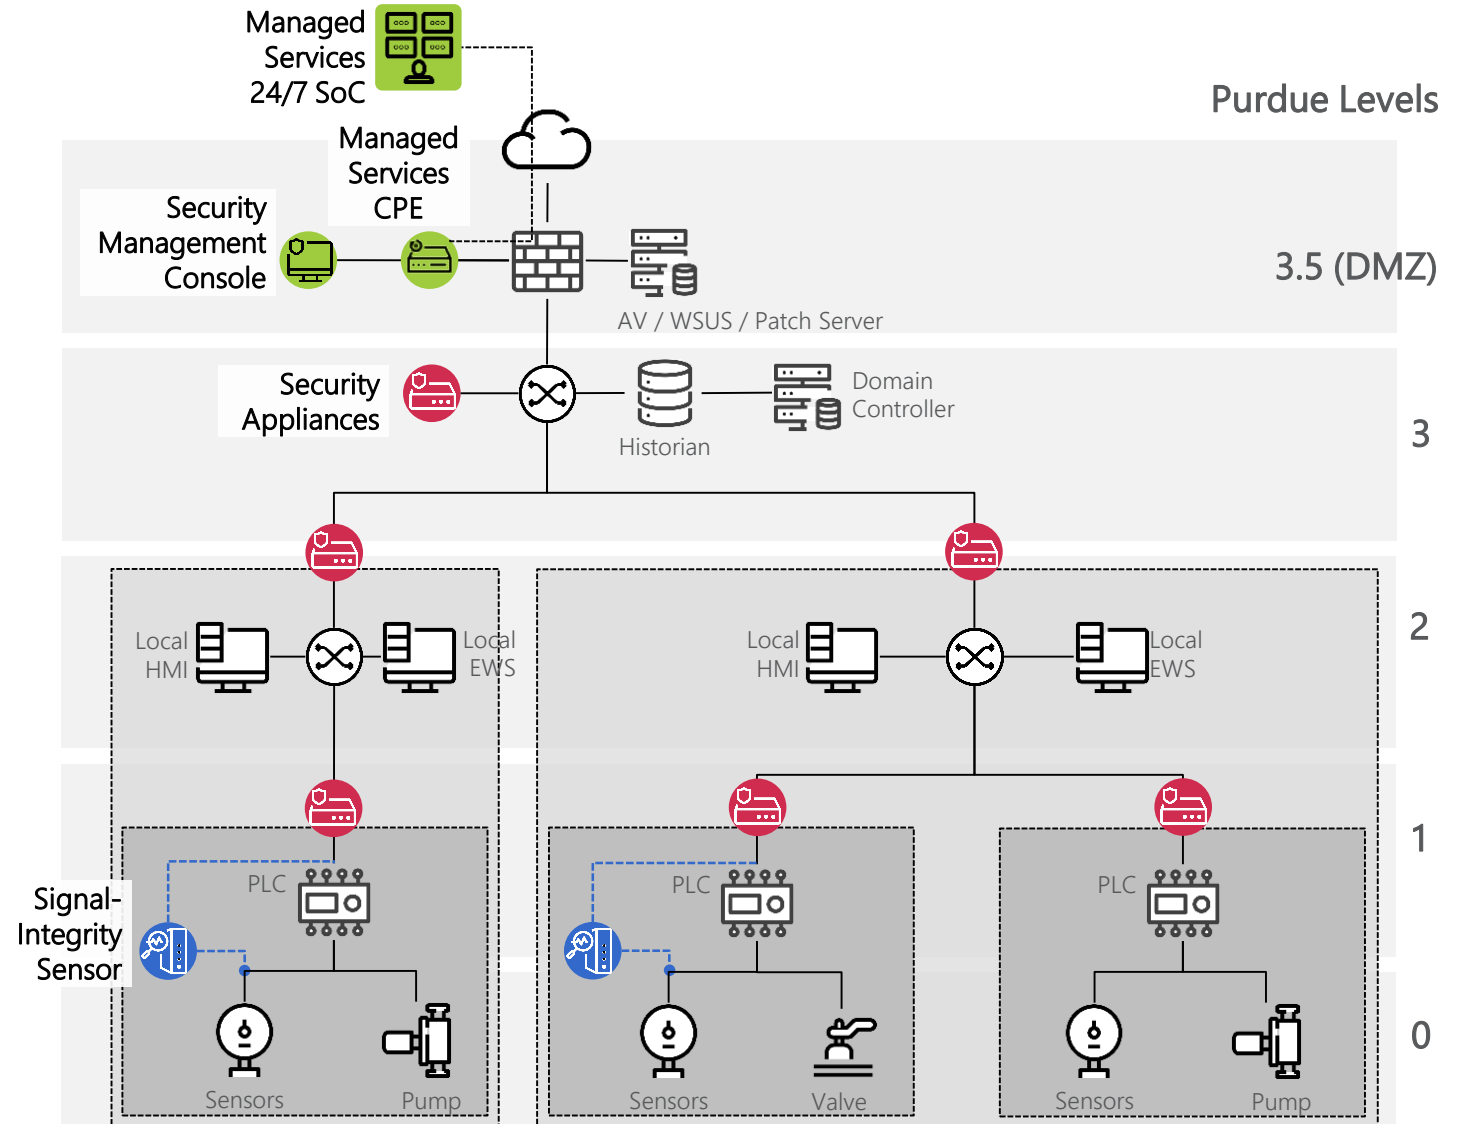 Managed
Services
24/7 SoC
Purdue Levels
Managed
Services
CPE
Security
Management
Console
3.5 (DMZ)
AV / WSUS / Patch Server
Security
Appliances
Domain
Controller
Historian
3
Local
HMI
Local
EWS
Local
HMI
Local
EWS
2
PLC
PLC
PLC
1
Signal-
Integrity
Sensor
0
Sensors
Pump
Sensors
Valve
Sensors
Pump